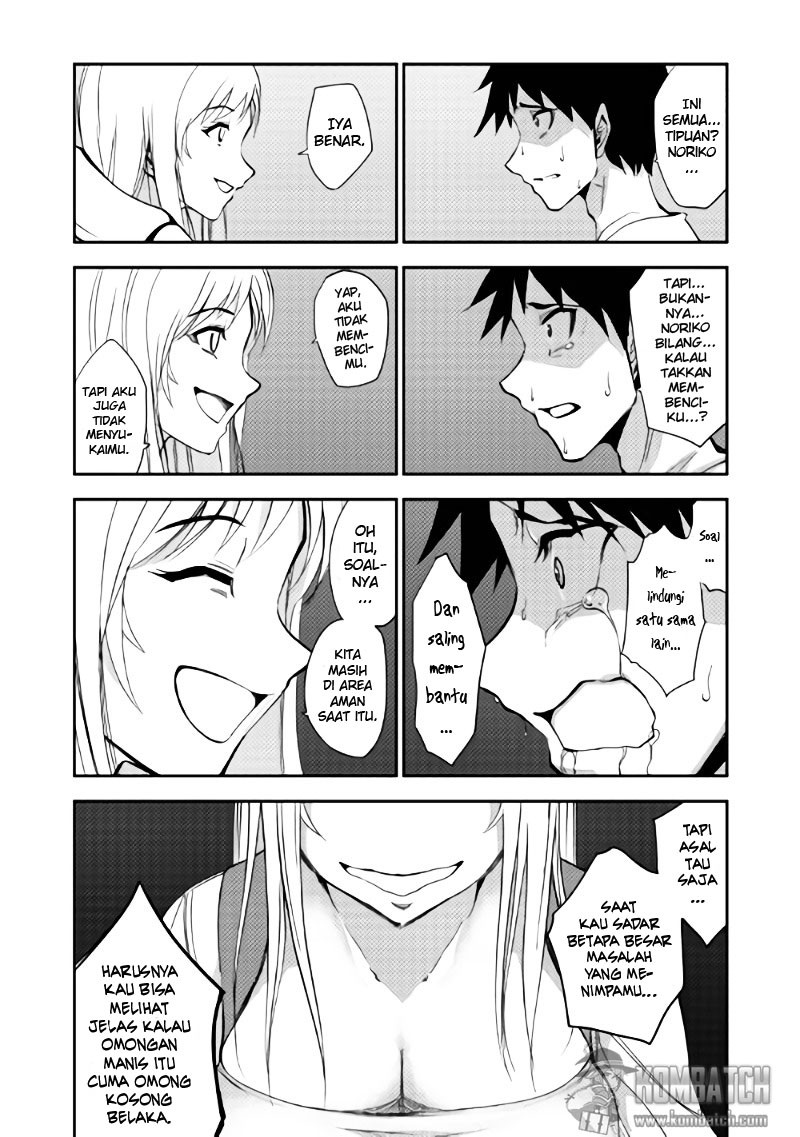 INI
SEMUA...
TIPUAN?
NORIKO
...
IYA
BENAR.
TAPI...
BUKAN-
NYA...
NORIKO
BILANG...
KALAU
TAKKAN
MEM-
BENCI-
KU...?
YAP,
AKU
TIDAK
MEM-
BENCI-
MU.
TAPI AKU
JUGA
TIDAK
MENYU-
KAIMU.
Soal
...
Me-
lindungi
satu sama
lain...
Dan
saling
mem-
bantu
...
OH
ITU,
SOAL-
NYA
...
KITA
MASIH
DI AREA
AMAN
SAAT ITU.
TAPI
ASAL
TAU
SAJA
...
SAAT
KAU SADAR
BETAPA BESAR
MASALAH
YANG ME-
NIMPAMU...
HARUSNYA
KAU BISA
MELIHAT
JELAS KALAU
OMONGAN
MANIS ITU
CUMA OMONG
KOSONG
BELAKA.
KOMBATCH
www.kombatch.com